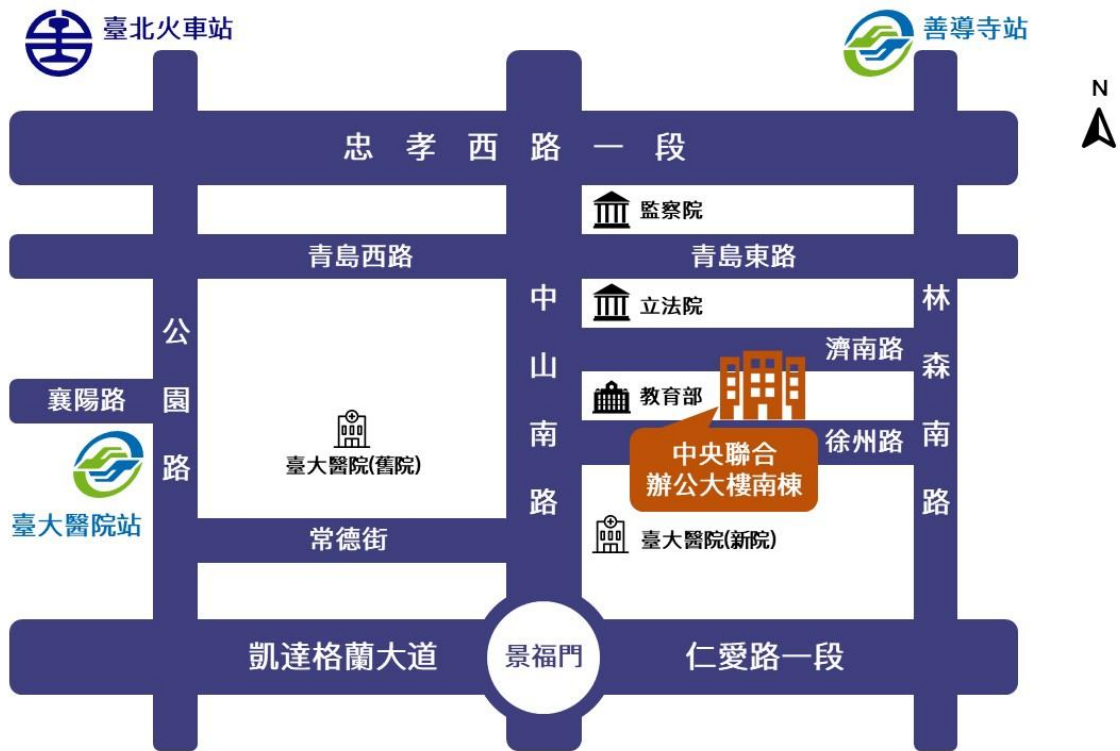 臺北火車站
善導寺站
N
忠孝西路一段
監察院
青島西路
青島東路
立法院
中山南路
林森南路
公園路
濟南路
襄陽路
教育部
徐州路
中央聯合
辦公大樓南棟
臺大醫院(舊院)
臺大醫院站
常德街
臺大醫院(新院)
凱達格蘭大道
景福門
仁愛路一段